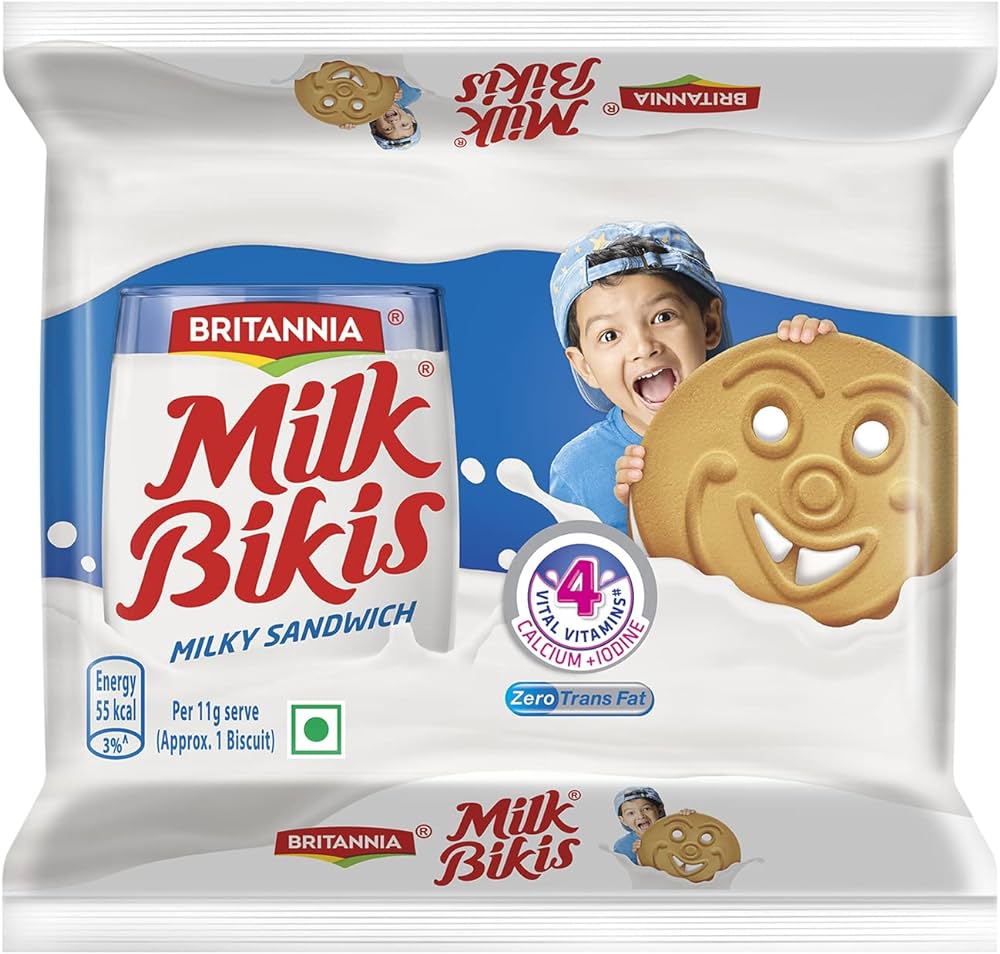 Milk
Bikis®
BRITANNIA®
BRITANNIA®
Milk®
Bikis
MILKY SANDWICH
4
VITAL VITAMINS#
CALCIUM + IODINE
Zero Trans Fat
Energy
55 kcal
3%^
Per 11g serve
(Approx. 1 Biscuit)
BRITANNIA®
Milk®
Bikis